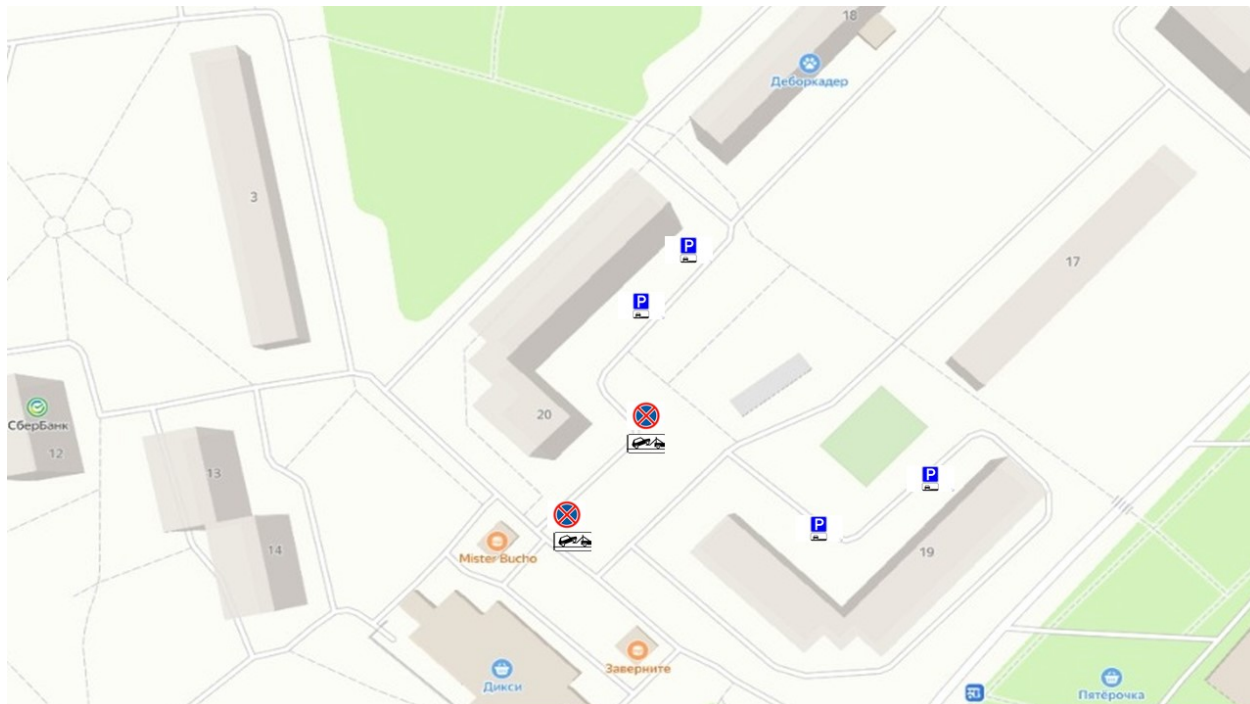 18
Деборкадер
3
17
P
P
СберБанк
20
12
13
P
P
14
Mister Bucho
19
Заверните
Дикси
Пятёрочка